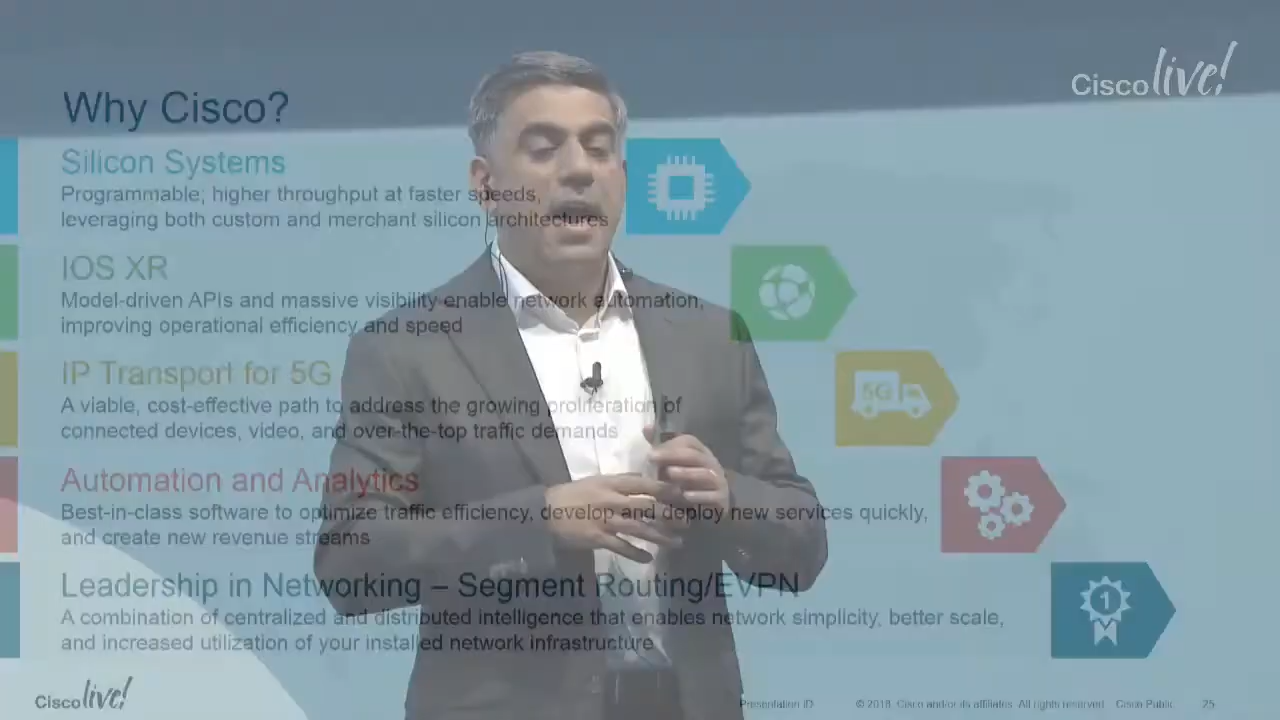 Cisco live!
Why Cisco?
Silicon Systems
Programmable; higher throughput at faster speeds,
leveraging both custom and merchant silicon architectures
IOS XR
Model-driven APIs and massive visibility enable network automation,
improving operational efficiency and speed
IP Transport for 5G
5G
A viable, cost-effective path to address the growing proliferation of
connected devices, video, and over-the-top traffic demands
Automation and Analytics
Best-in-class software to optimize traffic efficiency, develop and deploy new services quickly,
and create new revenue streams
Leadership in Networking – Segment Routing/EVPN
1
A combination of centralized and distributed intelligence that enables network simplicity, better scale,
and increased utilization of your installed network infrastructure
Cisco live!
Presentation ID
© 2018 Cisco and/or its affiliates. All rights reserved. Cisco Public
25